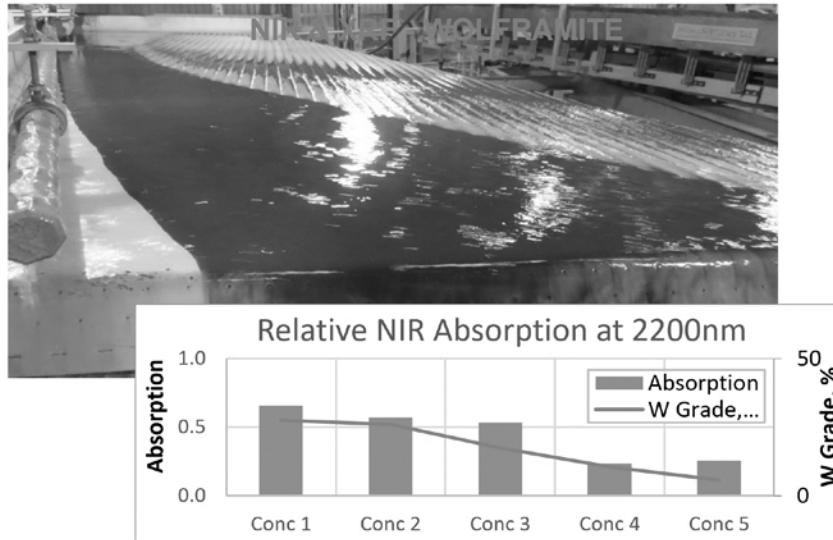 WOLFRAMITE
Relative NIR Absorption at 2200nm
1.0
0.5
0.0
Absorption
50
0
W Grade, %
Absorption
W Grade,...
Conc 1
Conc 2
Conc 3
Conc 4
Conc 5